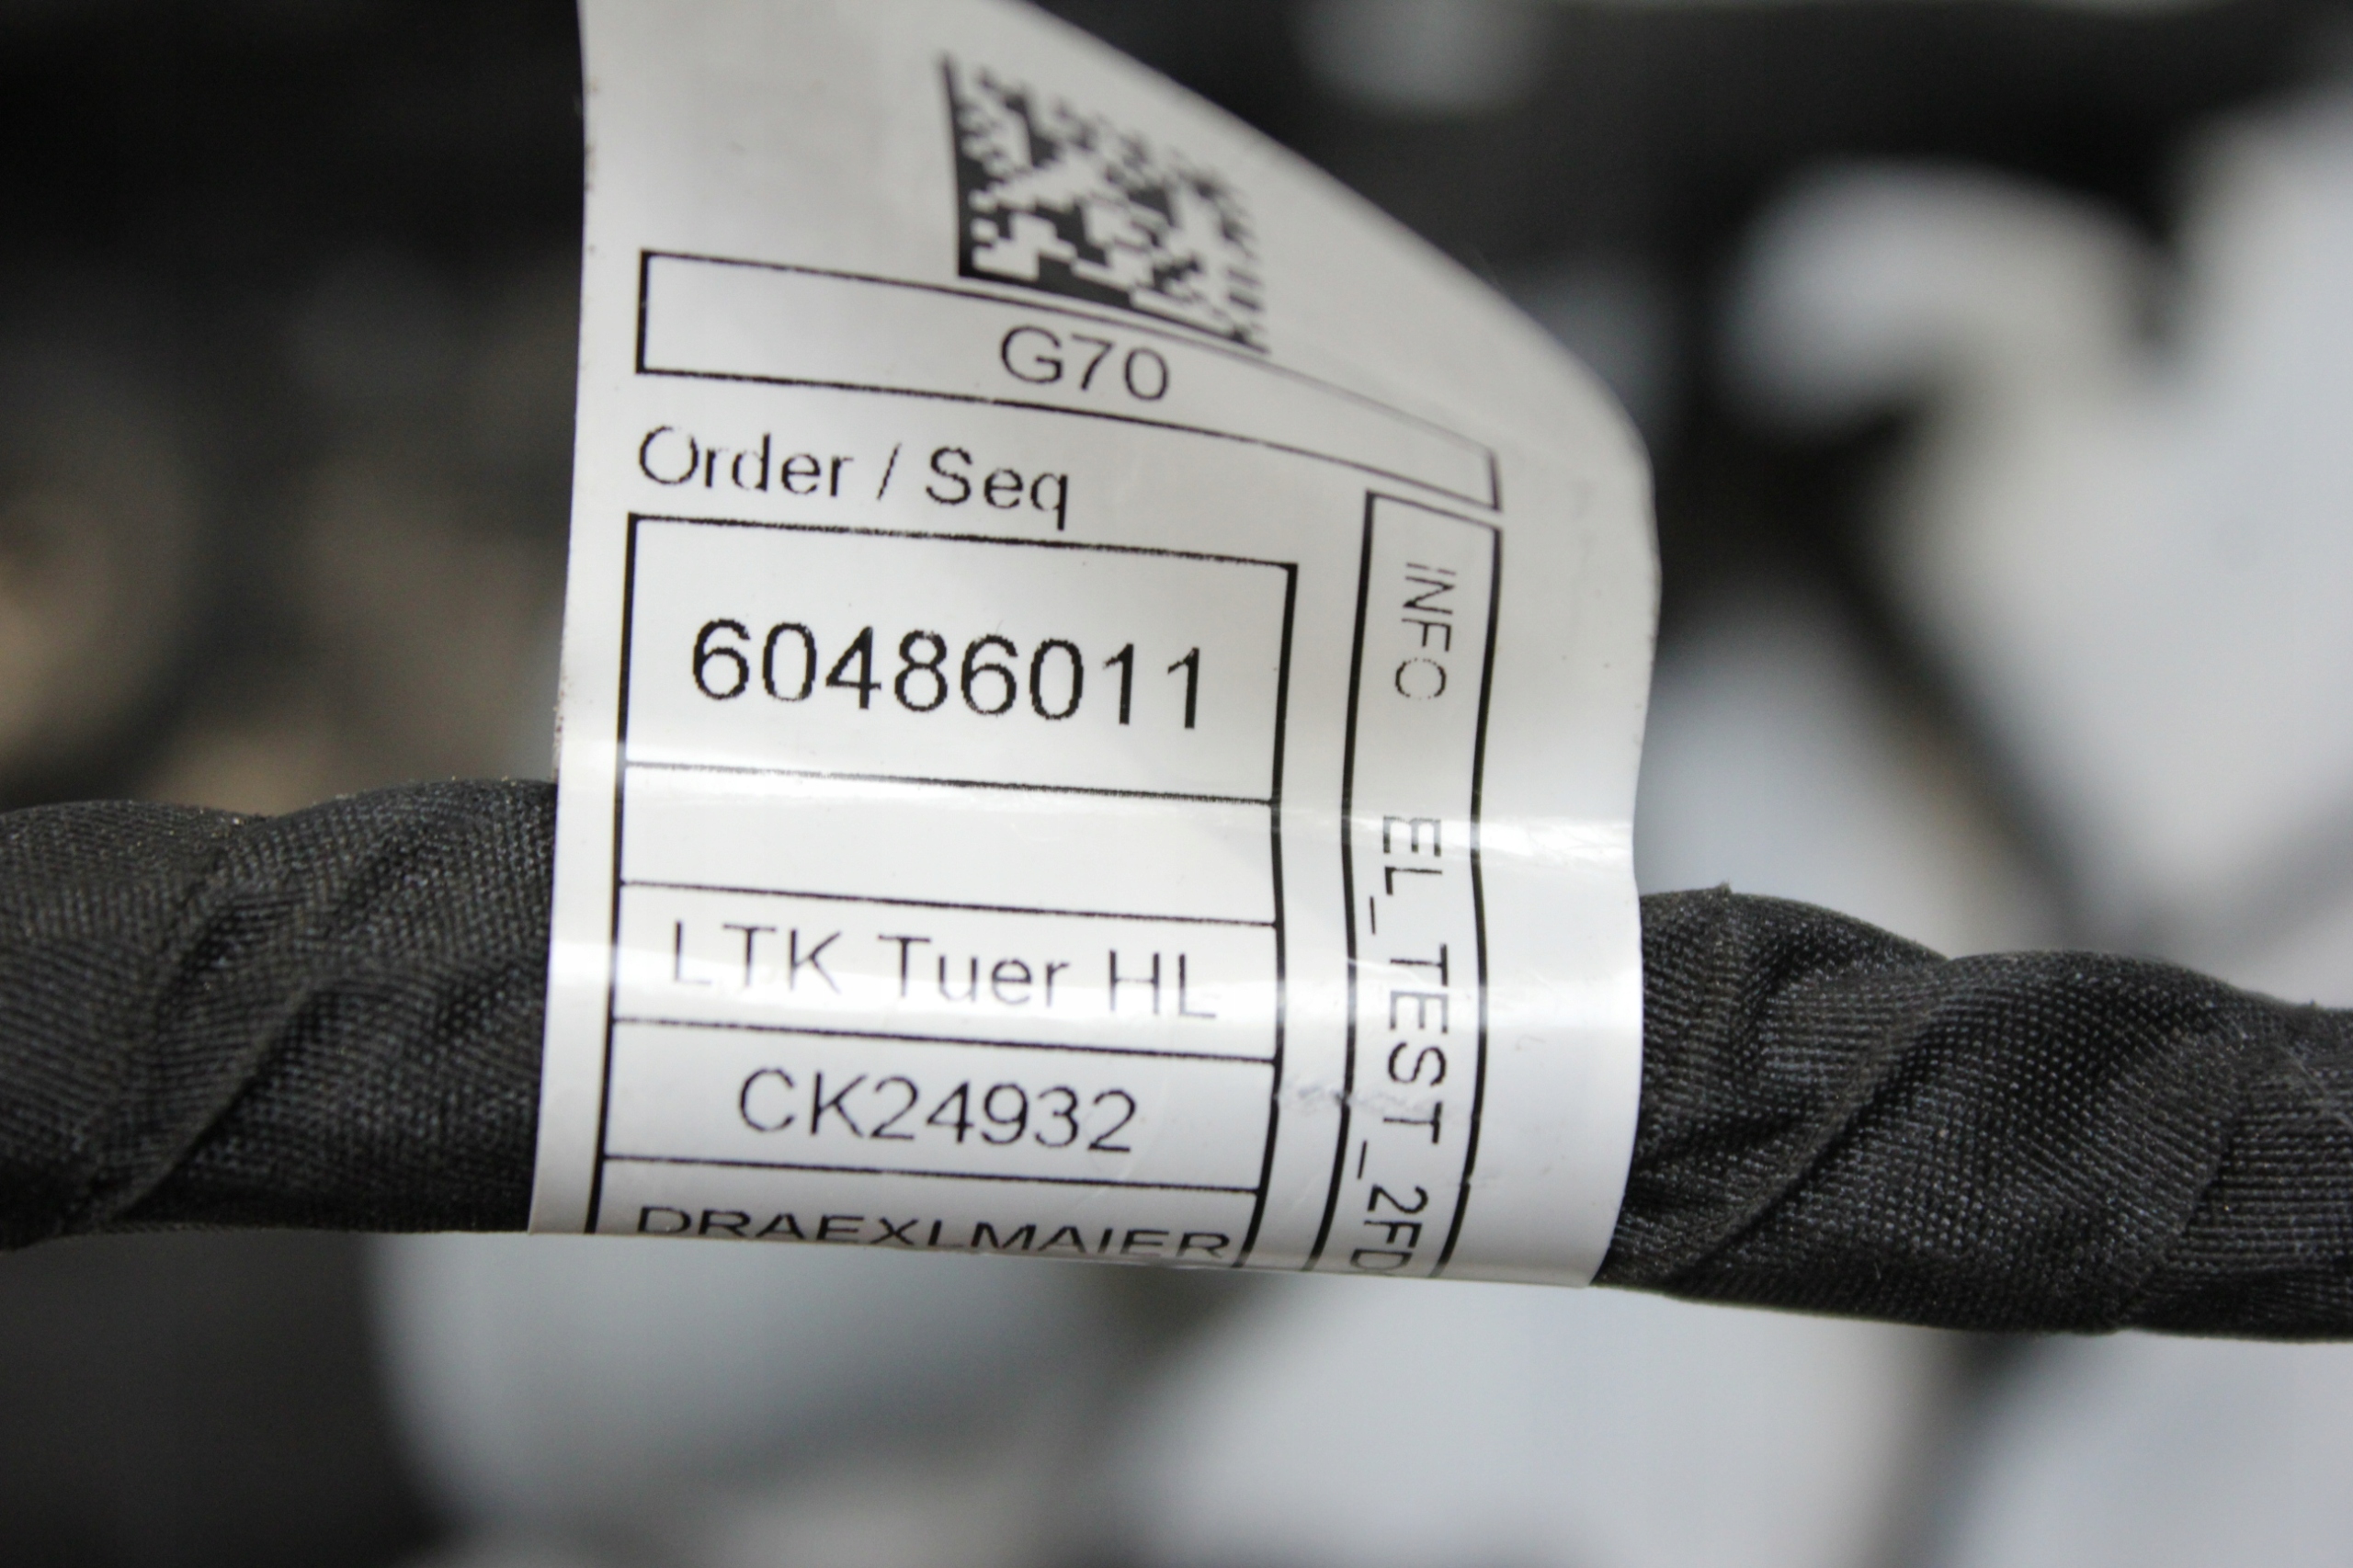 G70
Order / Seq
60486011
LTK Tuer HL
CK24932
DRAEXLMAIER
INFO EL_TEST_2FD